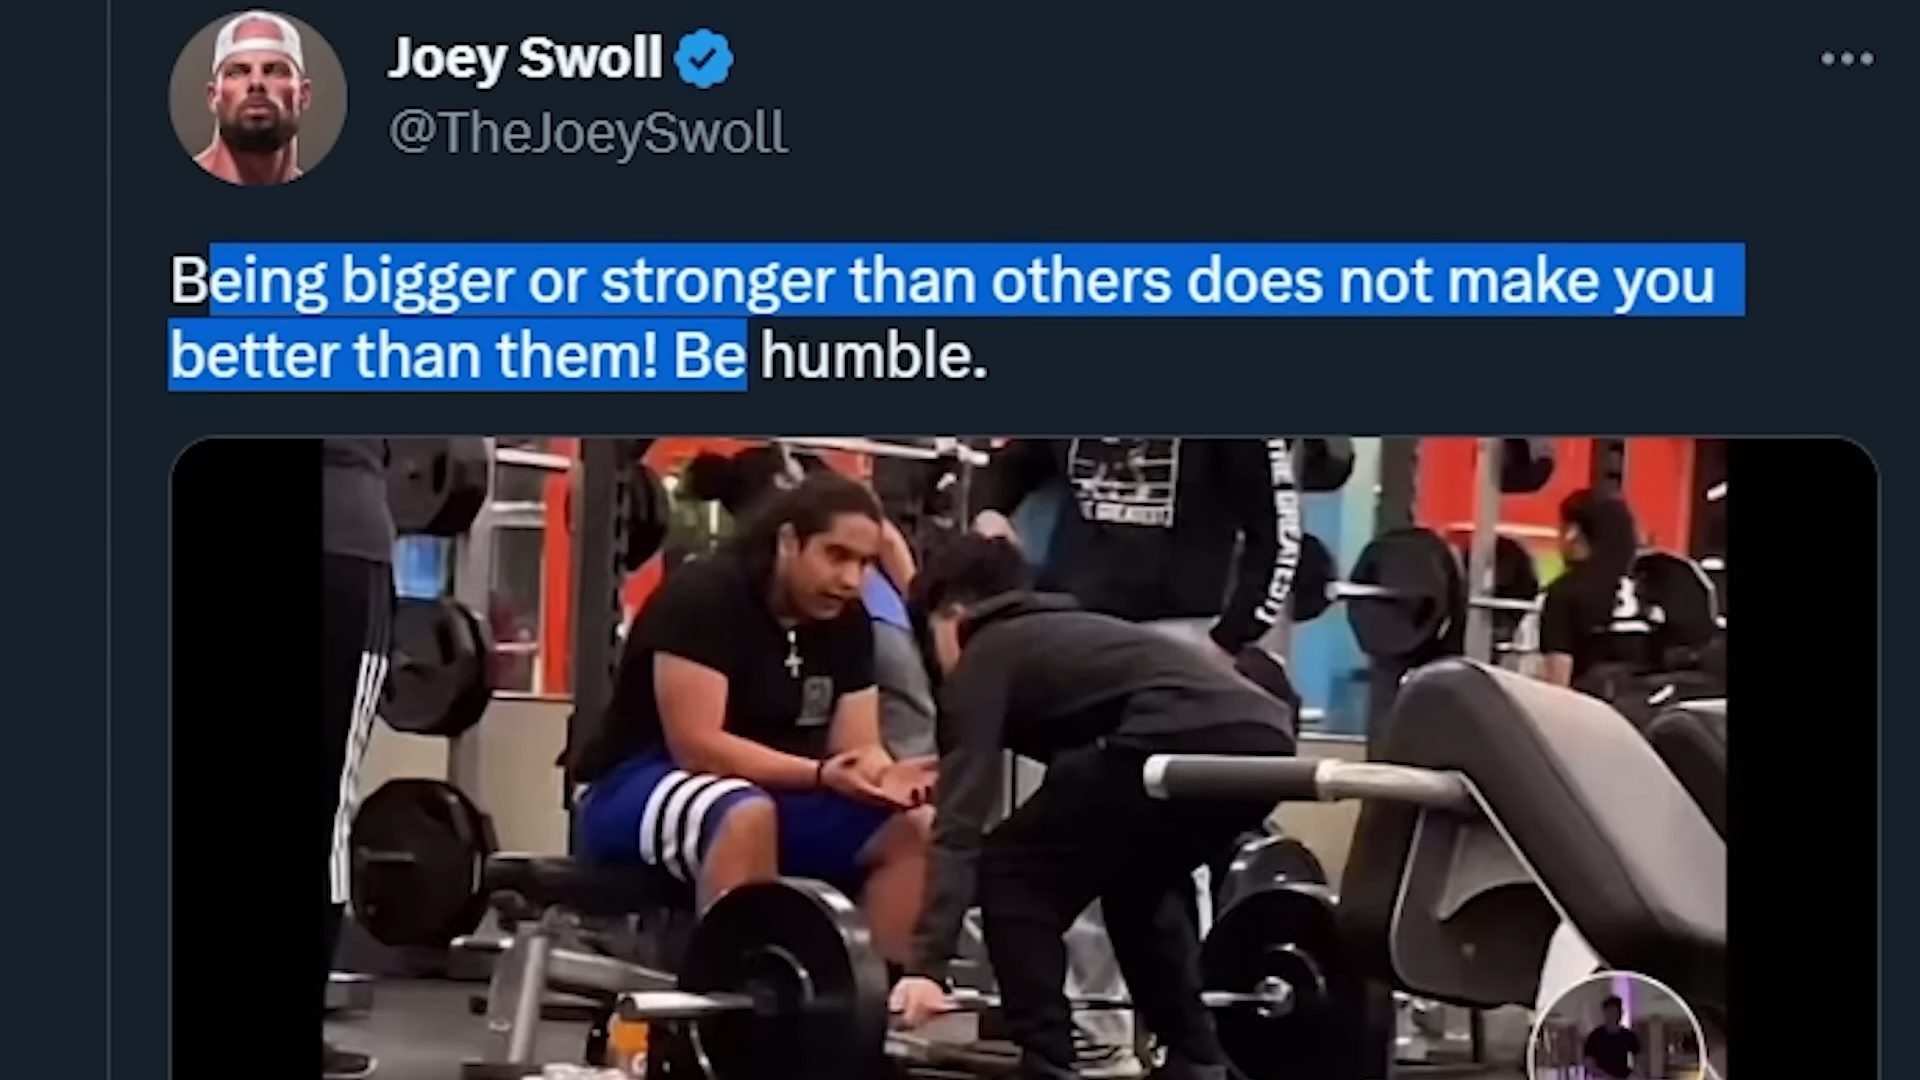 Joey Swoll
@TheJoeySwoll
Being bigger or stronger than others does not make you
better than them! Be humble.
THE GREATEST